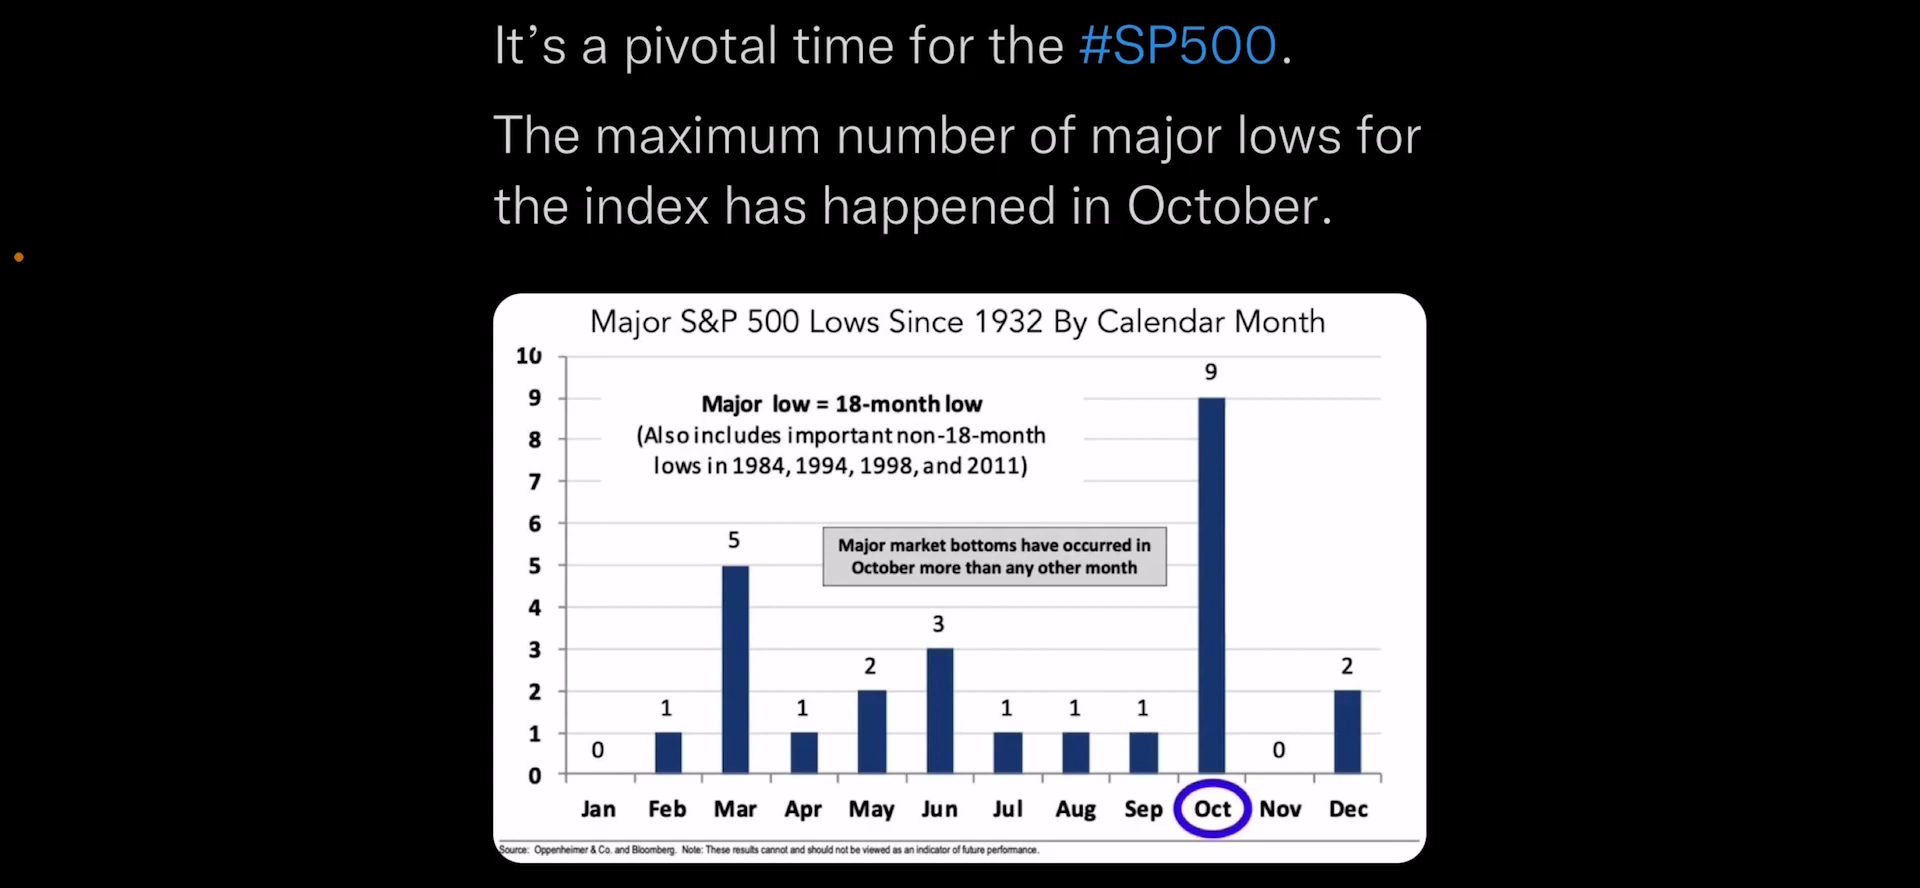 It’s a pivotal time for the #SP500.
The maximum number of major lows for
the index has happened in October.
Major S&P 500 Lows Since 1932 By Calendar Month
10
9
8
7
6
5
4
3
2
1
0
Major low = 18-month low
(Also includes important non-18-month
lows in 1984, 1994, 1998, and 2011)
Major market bottoms have occurred in
October more than any other month
0 1 5 1 2 3 1 1 1 9 0 2
Jan Feb Mar Apr May Jun Jul Aug Sep Oct Nov Dec
Source: Oppenheimer & Co. and Bloomberg. Note: These results cannot and should not be viewed as an indicator of future performance.